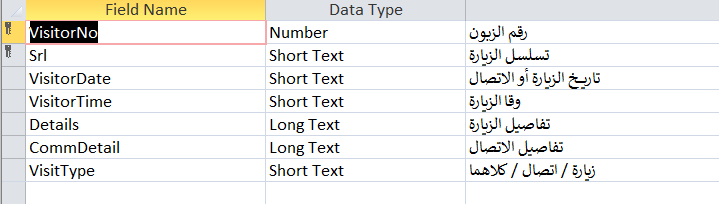 Field Name Data Type
VisitorNo Number رقم الزبون
Srl Short Text تسلسل الزيارة
VisitorDate Short Text تاريخ الزيارة أو الاتصال
VisitorTime Short Text وقا الزيارة
Details Long Text تفاصيل الزيارة
CommDetail Long Text تفاصيل الاتصال
VisitType Short Text زيارة / اتصال / كلاهما